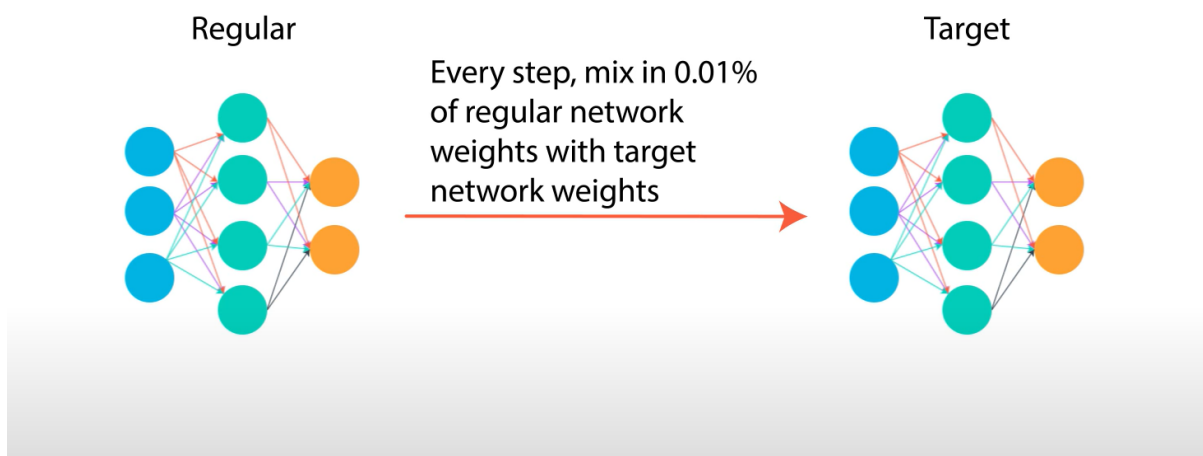 Regular
Target
Every step, mix in 0.01%
of regular network
weights with target
network weights